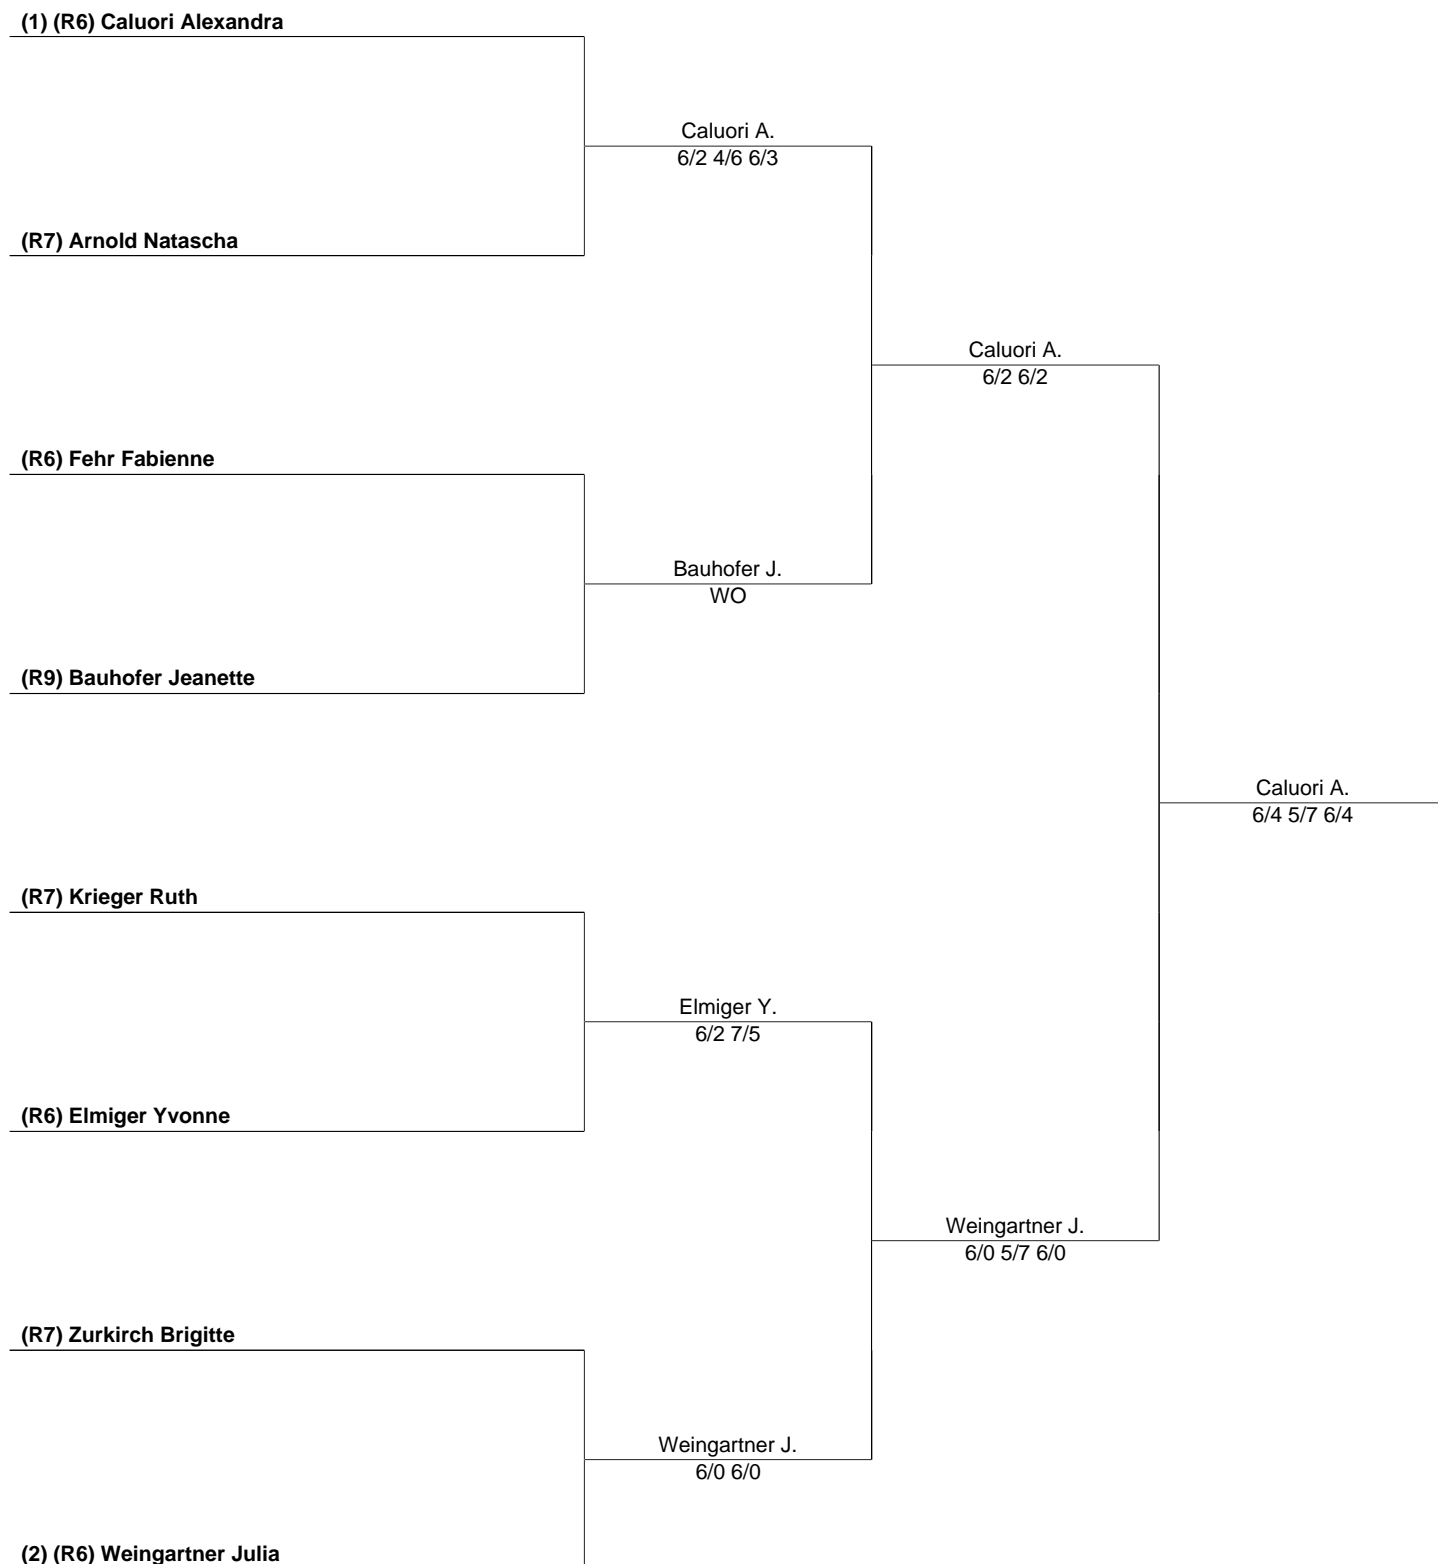 (1) (R6) Caluori Alexandra
Caluori A.
6/2 4/6 6/3
(R7) Arnold Natascha
Caluori A.
6/2 6/2
(R6) Fehr Fabienne
Bauhofer J.
WO
(R9) Bauhofer Jeanette
Caluori A.
6/4 5/7 6/4
(R7) Krieger Ruth
Elmiger Y.
6/2 7/5
(R6) Elmiger Yvonne
Weingartner J.
6/0 5/7 6/0
(R7) Zurkirch Brigitte
Weingartner J.
6/0 6/0
(2) (R6) Weingartner Julia